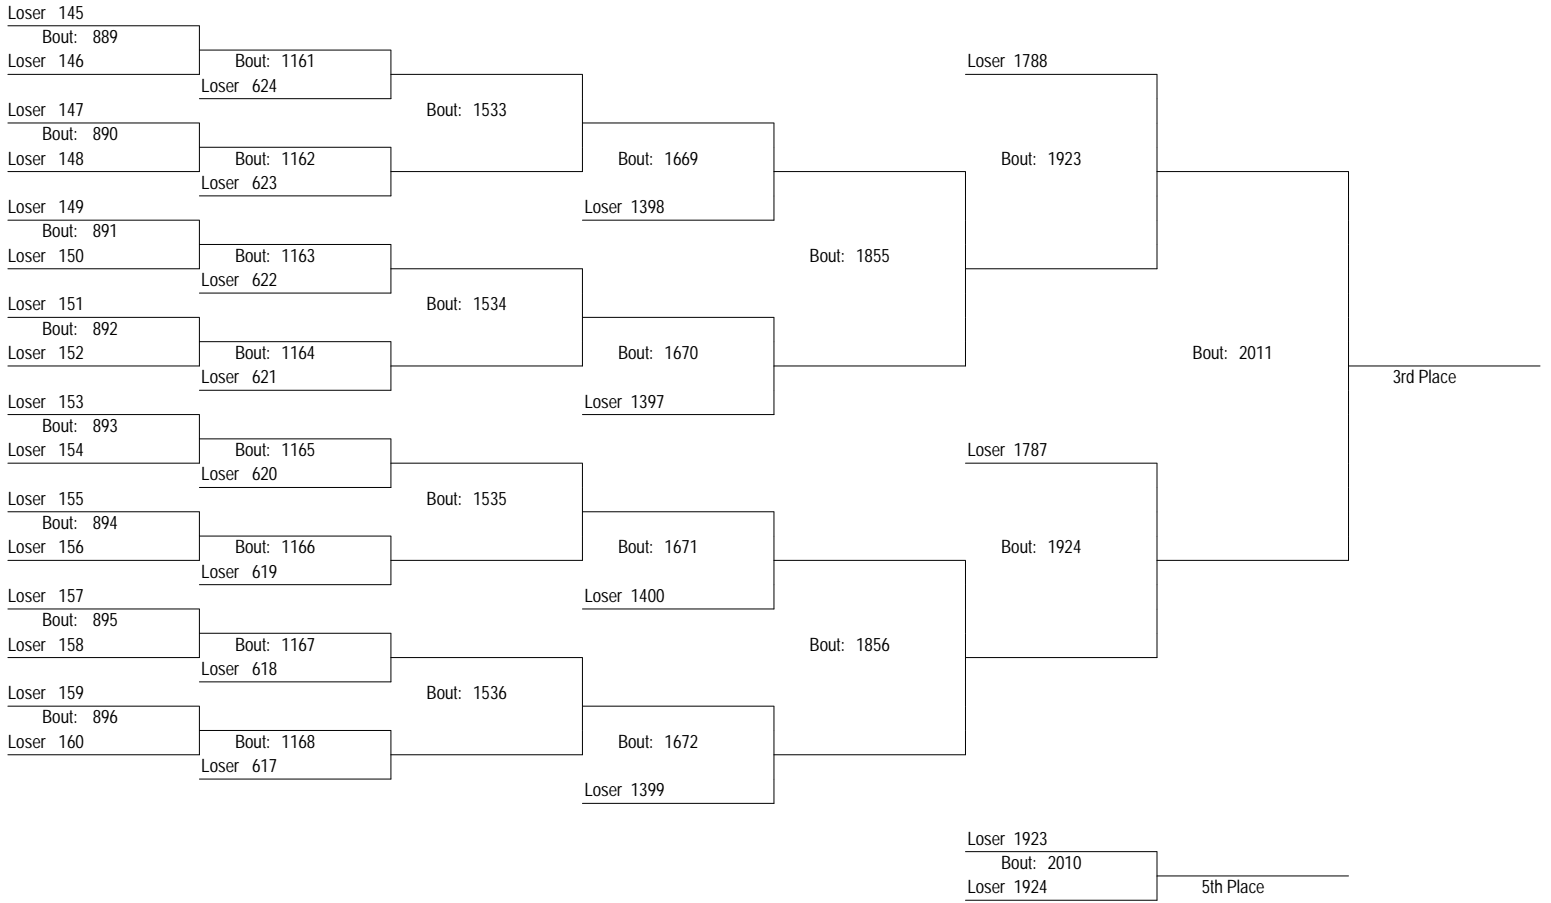 Loser 145
Bout: 889
Loser 146
Bout: 1161
Loser 1788
Loser 624
Loser 147
Bout: 1533
Bout: 890
Loser 148
Bout: 1162
Bout: 1669
Bout: 1923
Loser 623
Loser 149
Loser 1398
Bout: 891
Loser 150
Bout: 1163
Bout: 1855
Loser 622
Loser 151
Bout: 1534
Bout: 892
Loser 152
Bout: 1164
Bout: 1670
Bout: 2011
Loser 621
3rd Place
Loser 153
Loser 1397
Bout: 893
Loser 154
Bout: 1165
Loser 1787
Loser 620
Loser 155
Bout: 1535
Bout: 894
Loser 156
Bout: 1166
Bout: 1671
Bout: 1924
Loser 619
Loser 157
Loser 1400
Bout: 895
Loser 158
Bout: 1167
Bout: 1856
Loser 618
Loser 159
Bout: 1536
Bout: 896
Loser 160
Bout: 1168
Bout: 1672
Loser 617
Loser 1399
Loser 1923
Bout: 2010
Loser 1924
5th Place